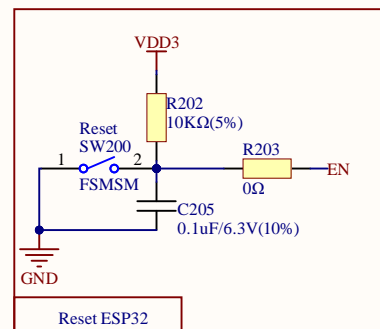 VDD3
R202
10KΩ(5%)
Reset
SW200
1
2
FSMSM
R203
0Ω
EN
C205
0.1uF/6.3V(10%)
GND
Reset ESP32